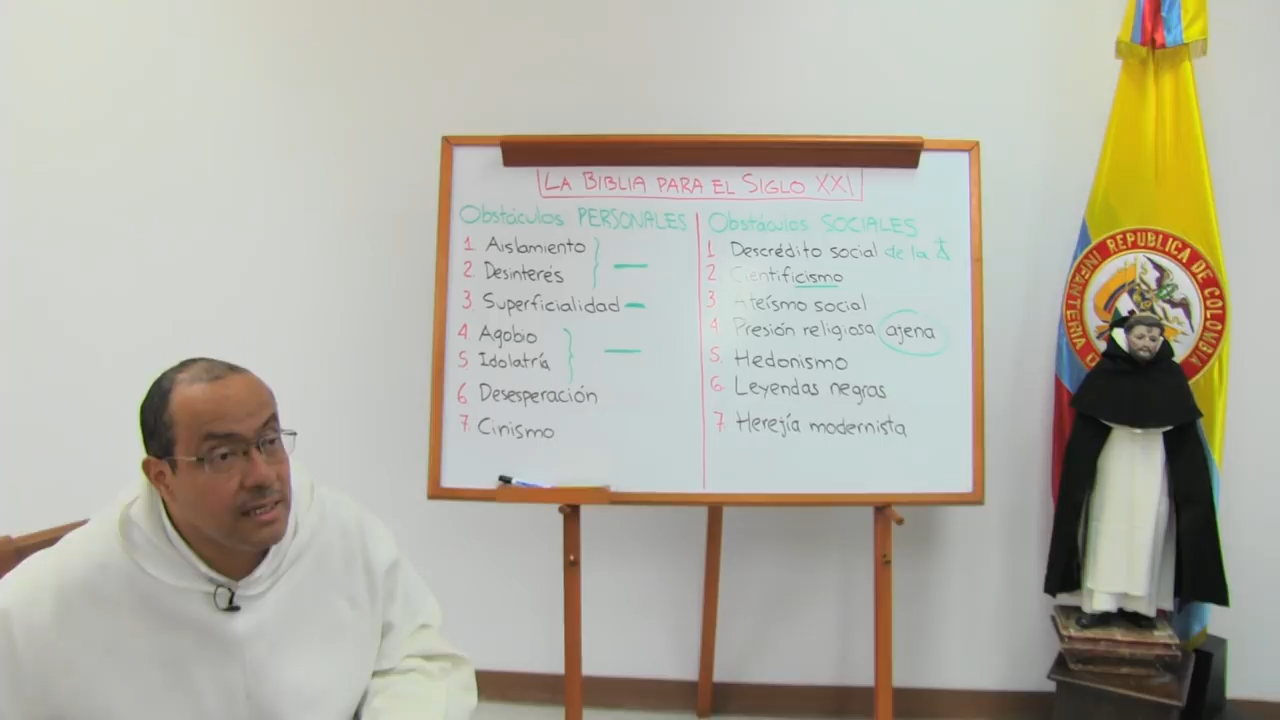 LA BIBLIA PARA EL SIGLO XXI
Obstáculos PERSONALES
1. Aislamiento
2. Desinterés
3. Superficialidad
4. Agobio
5. Idolatría
6. Desesperación
7. Cinismo
Obstáculos SOCIALES
1 Descrédito social de la
2 Cientificismo
3 Ateísmo social
4 Presión religiosa ajena
5. Hedonismo
6. Leyendas negras
7. Herejía modernista
REPUBLICA DE COLOMBIA
INFANTERIA